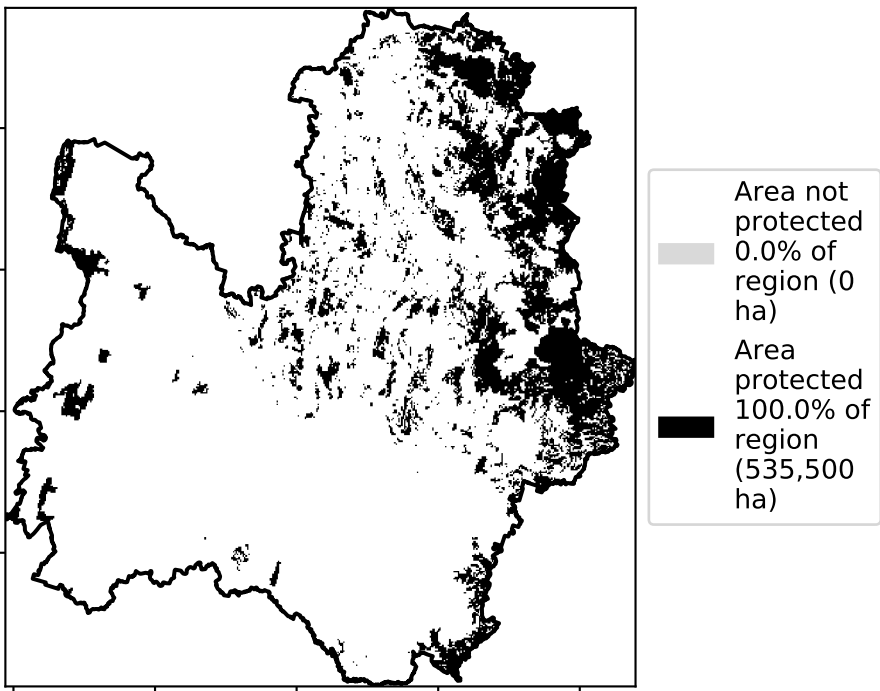 Area not
protected
0.0% of
region (0
ha)
Area
protected
100.0% of
region
(535,500
ha)